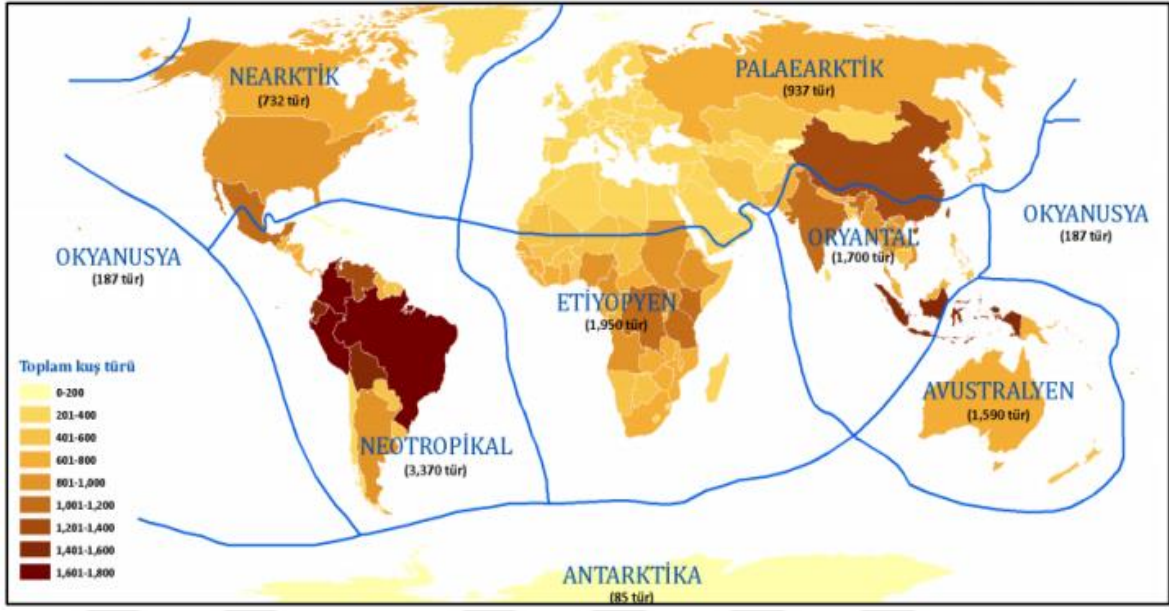 NEARKTİK
(732 tür)
PALAEARKTİK
(937 tür)
OKYANUSYA
(187 tür)
ORYANTAL
(1,700 tür)
OKYANUSYA
(187 tür)
ETİYOPYEN
(1,950 tür)
AVUSTRALYEN
(1,590 tür)
NEOTROPİKAL
(3,370 tür)
Toplam kuş türü
0-200
201-400
401-600
601-800
801-1,000
1,001-1,200
1,201-1,400
1,401-1,600
1,601-1,800
ANTARKTİKA
(85 tür)